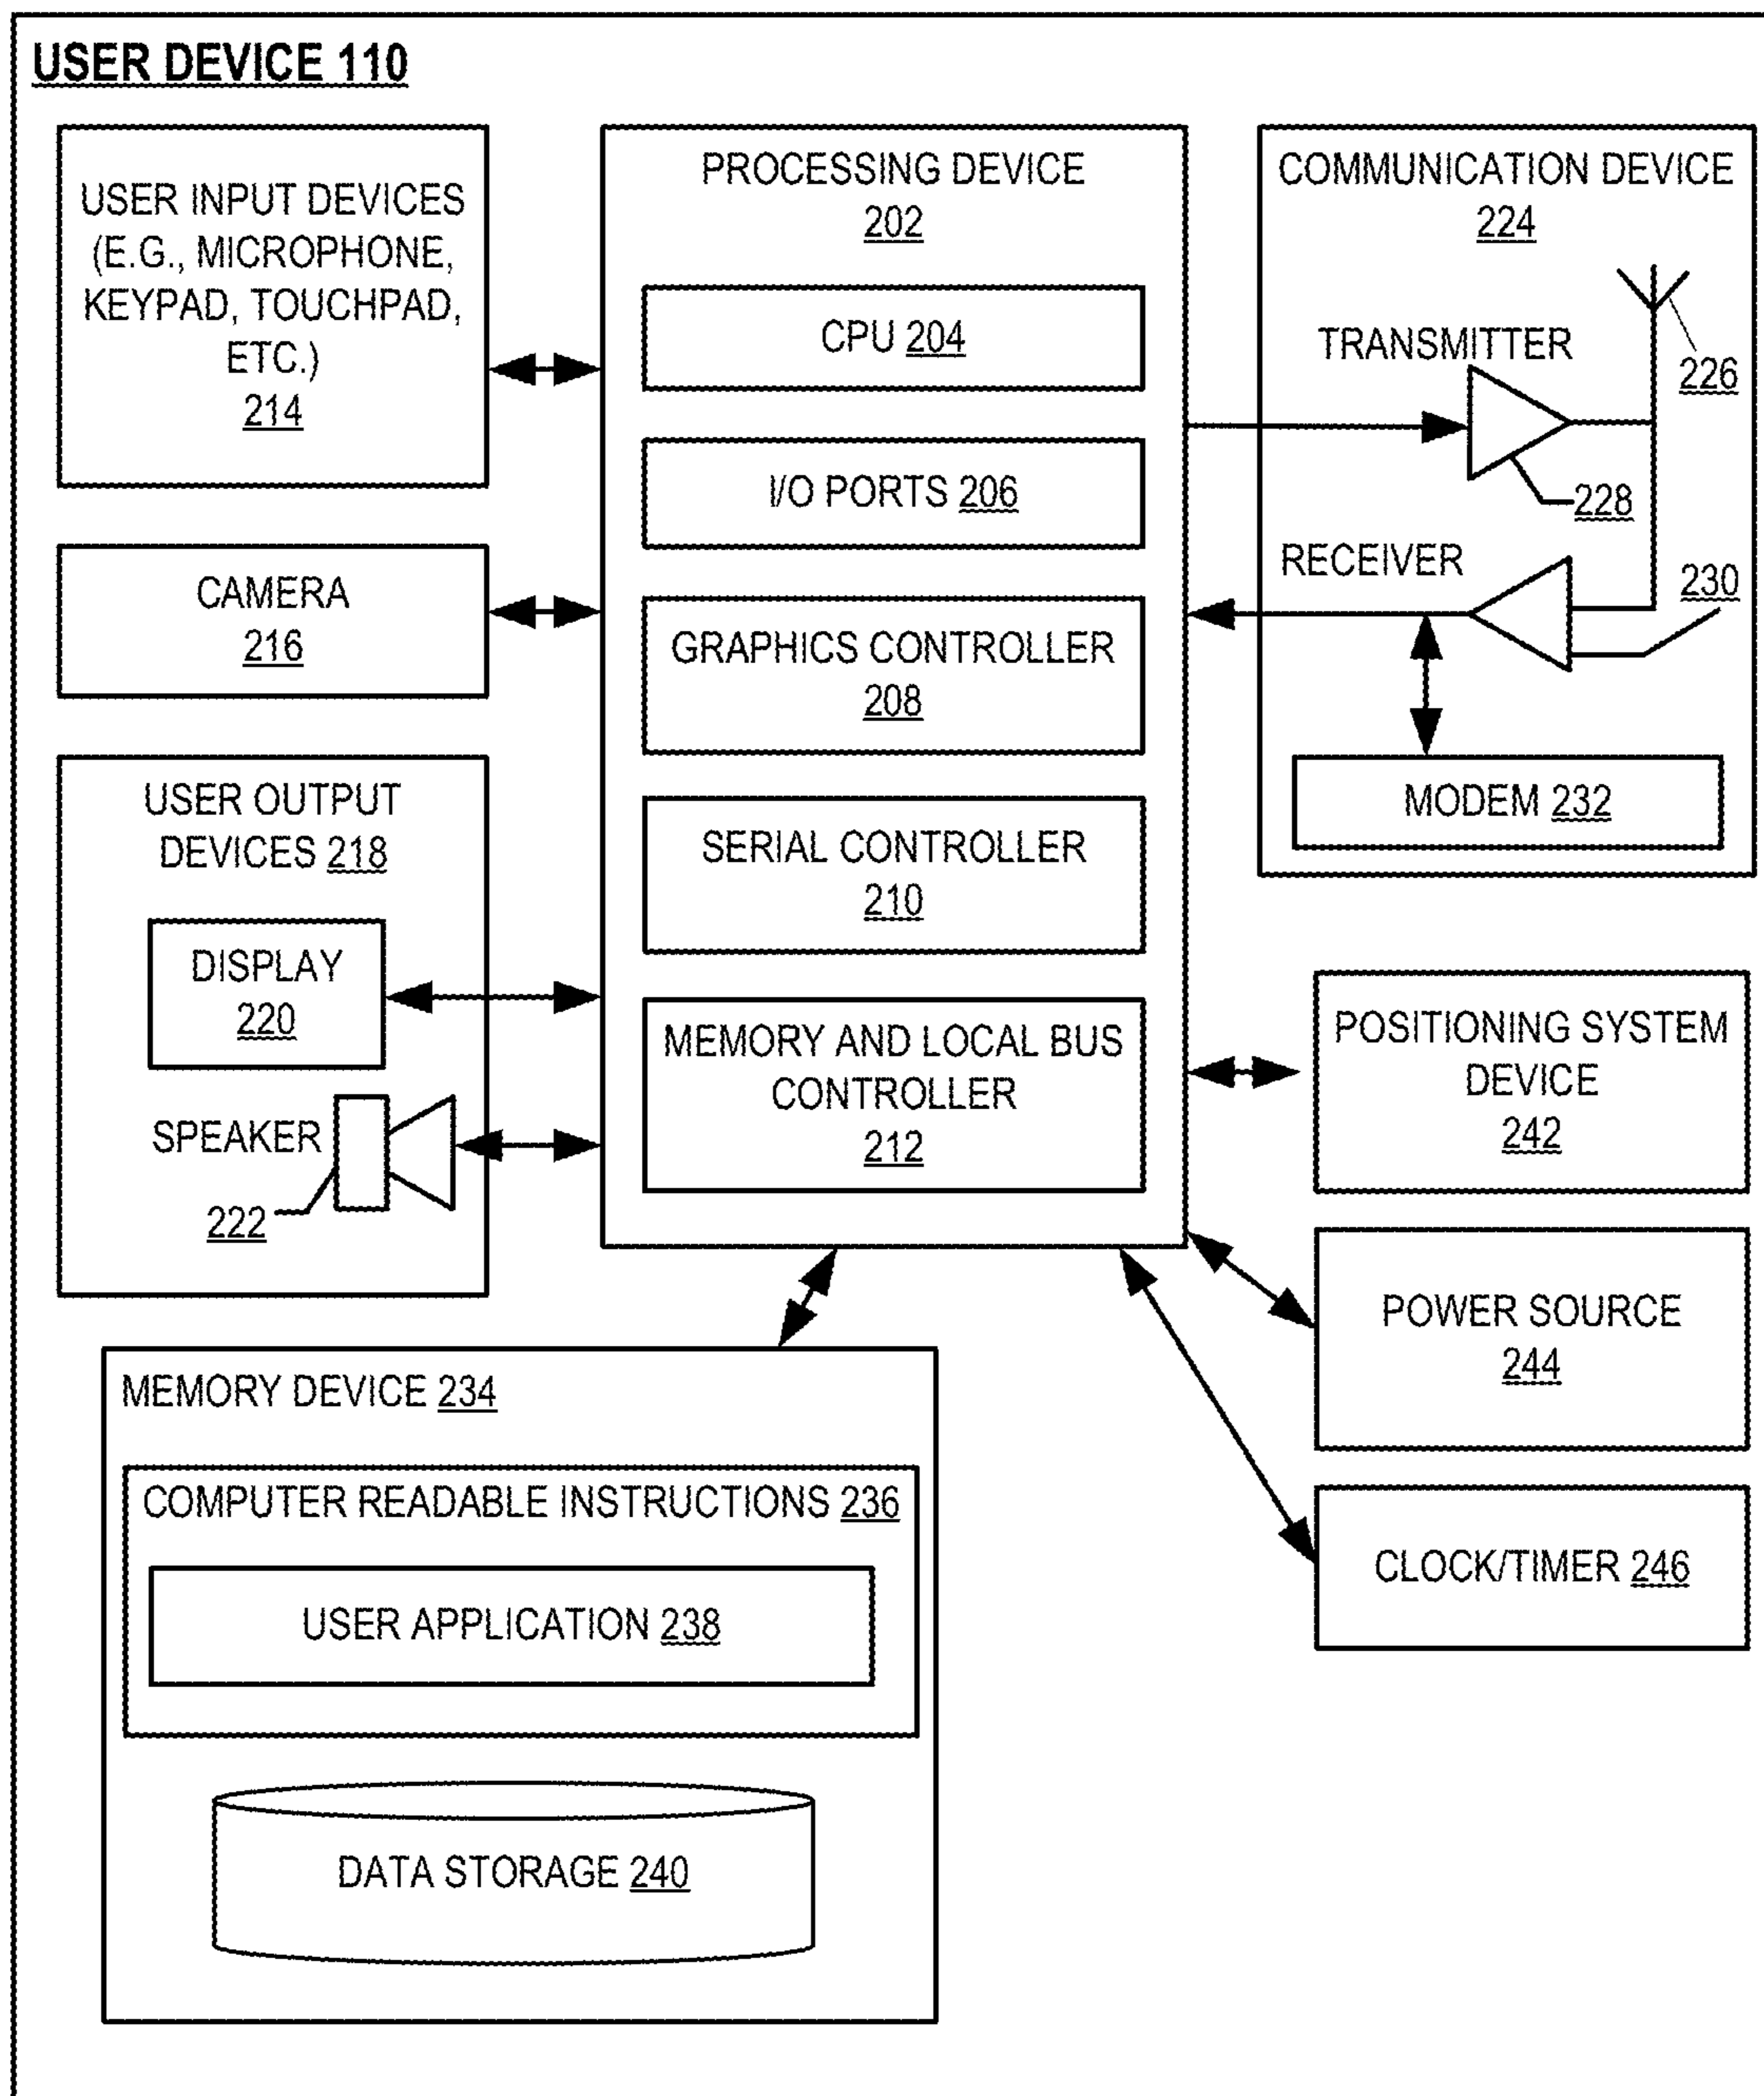 USER DEVICE 110
USER INPUT DEVICES
(E.G., MICROPHONE,
KEYPAD, TOUCHPAD,
ETC.)
214
CAMERA
216
USER OUTPUT
DEVICES 218
DISPLAY
220
SPEAKER
222
PROCESSING DEVICE
202
CPU 204
I/O PORTS 206
GRAPHICS CONTROLLER
208
SERIAL CONTROLLER
210
MEMORY AND LOCAL BUS
CONTROLLER
212
COMMUNICATION DEVICE
224
TRANSMITTER
226
228
RECEIVER
230
MODEM 232
POSITIONING SYSTEM
DEVICE
242
POWER SOURCE
244
CLOCK/TIMER 246
MEMORY DEVICE 234
COMPUTER READABLE INSTRUCTIONS 236
USER APPLICATION 238
DATA STORAGE 240